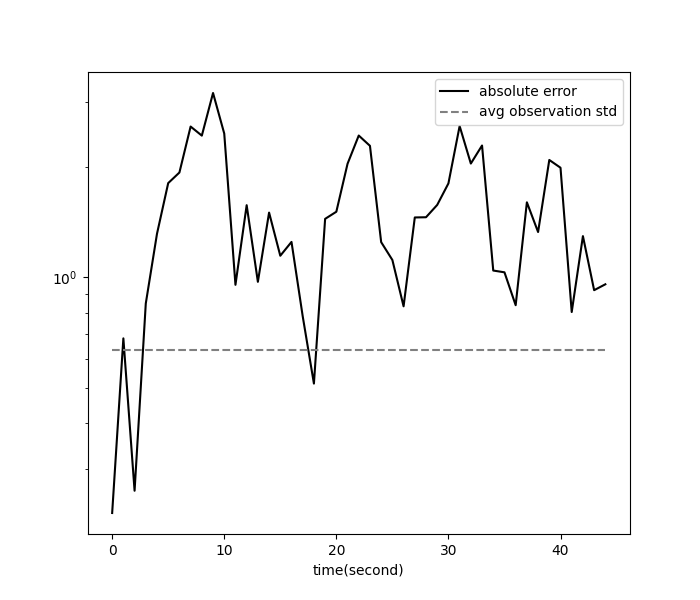 absolute error
avg observation std
10⁰
0 10 20 30 40
time(second)